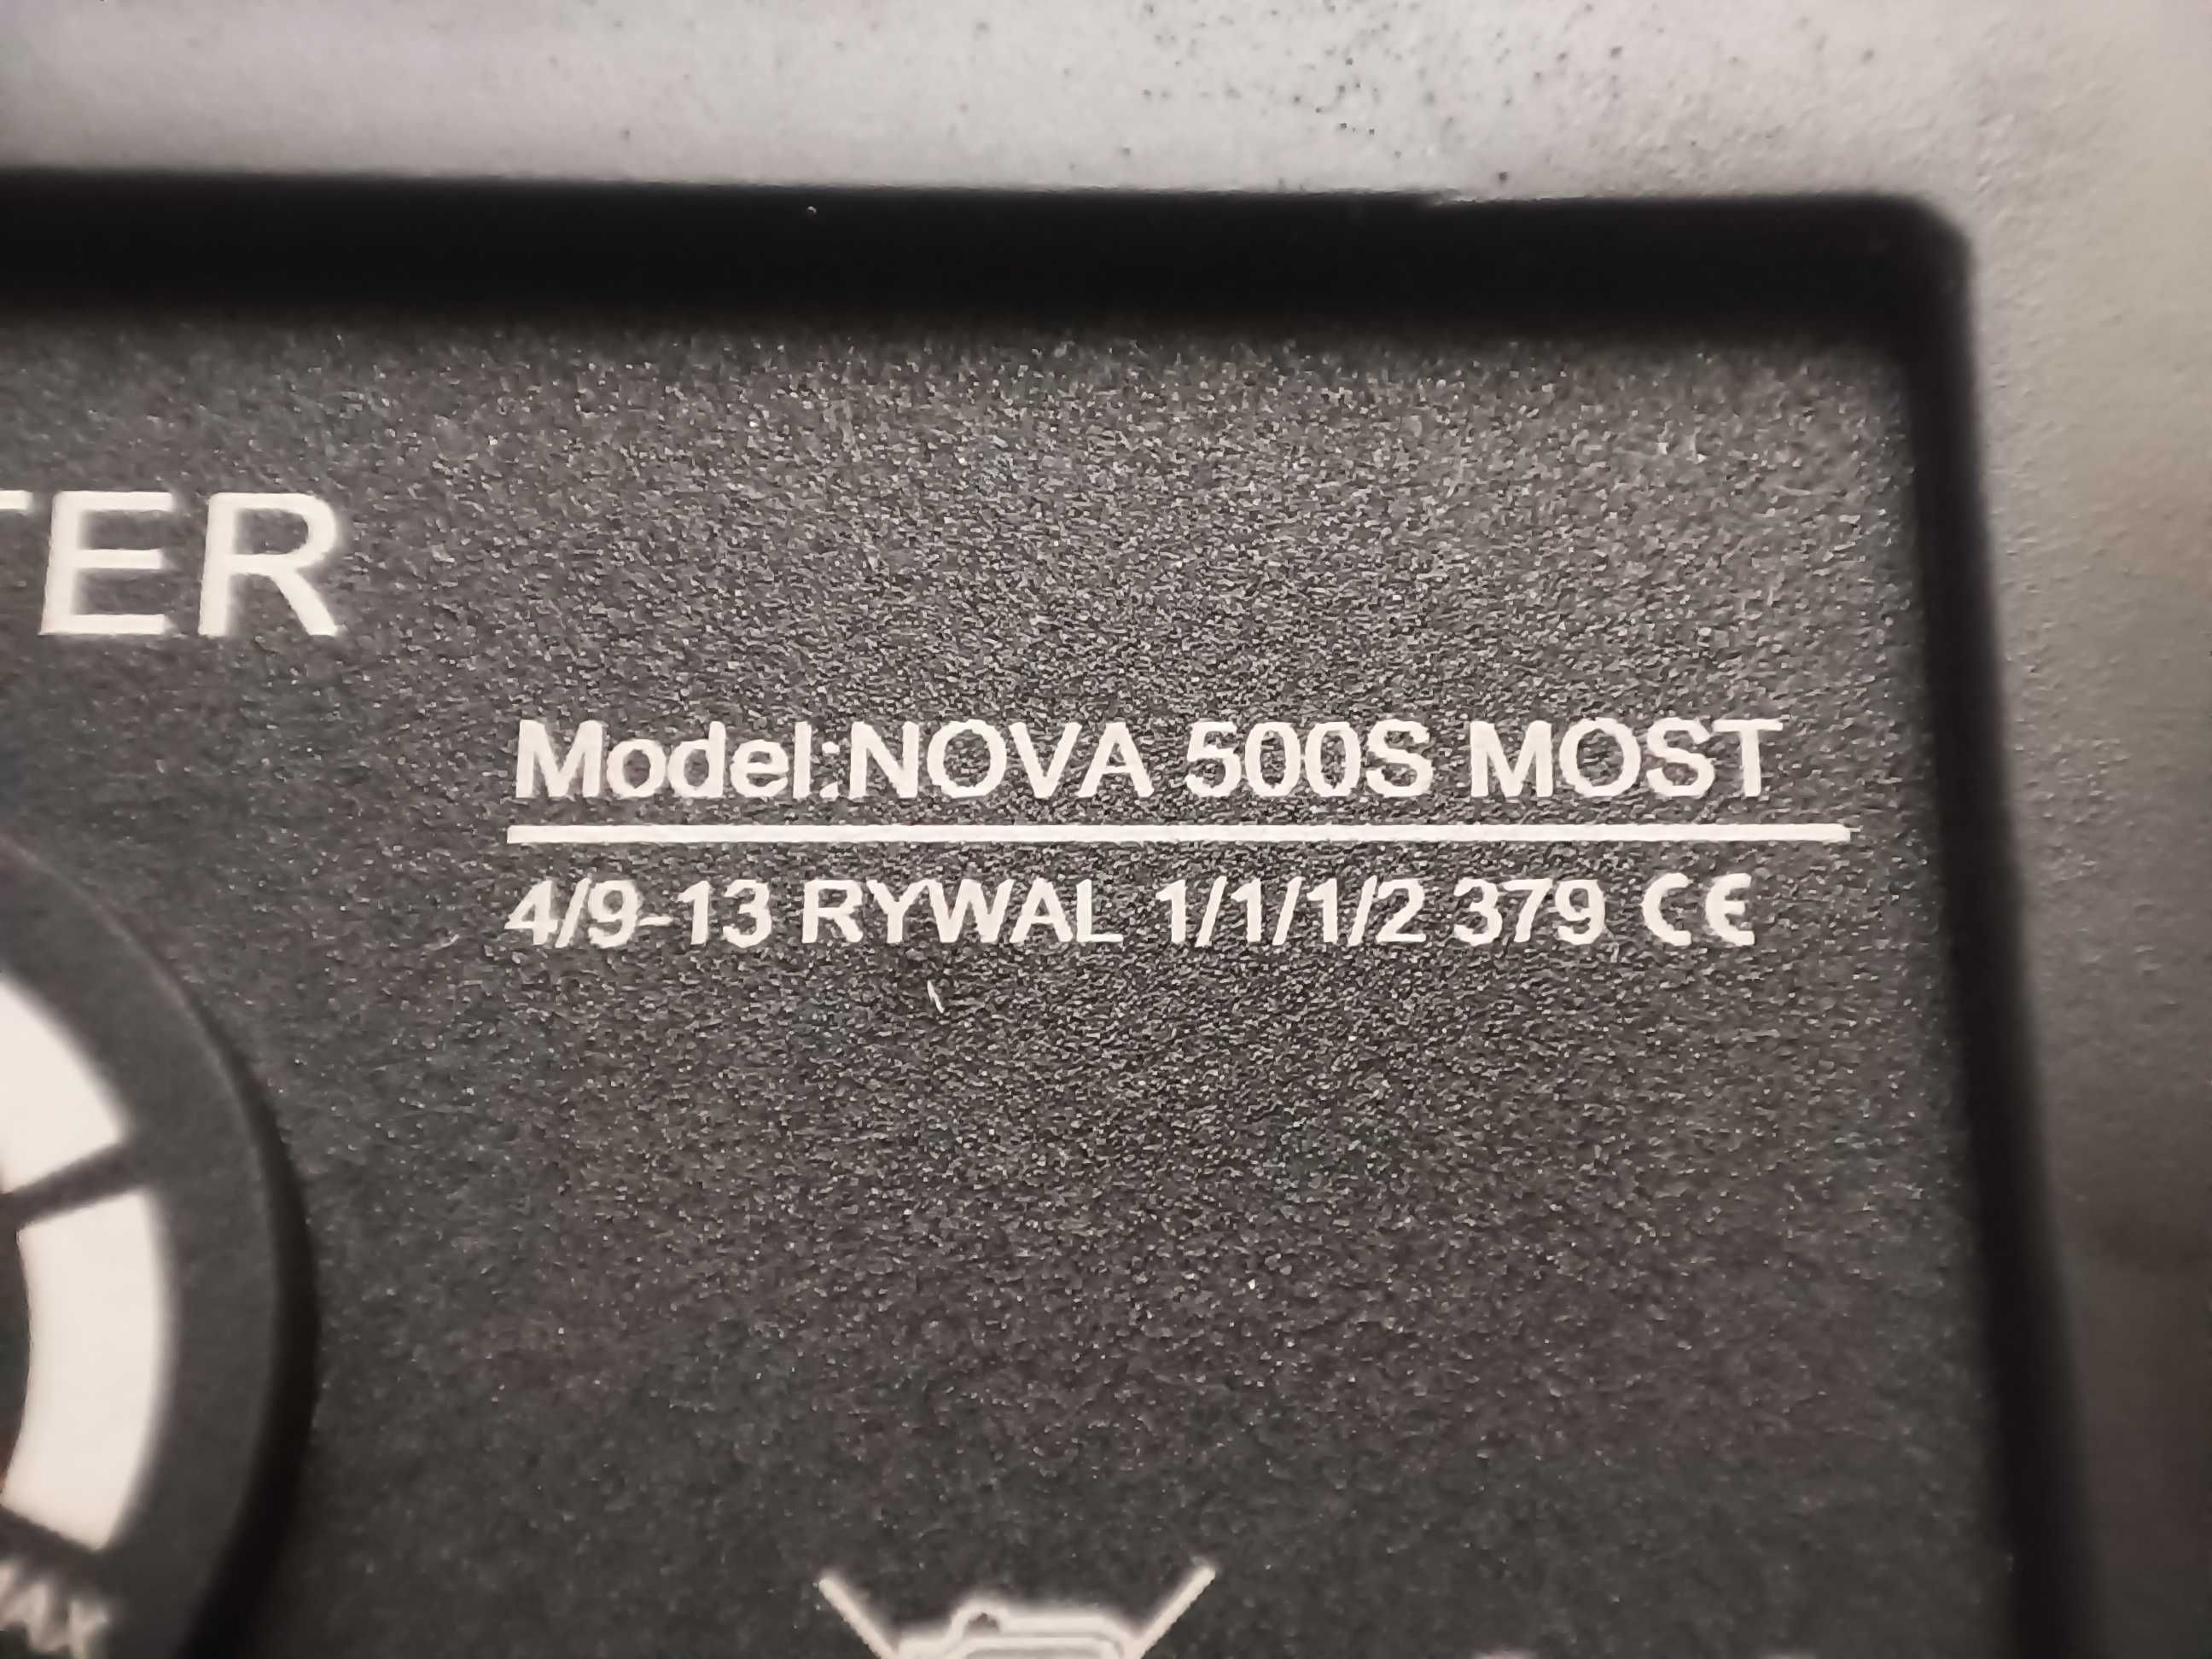 TER
Model:NOVA 500S MOST
4/9-13 RYWAL 1/1/1/2 379 CE